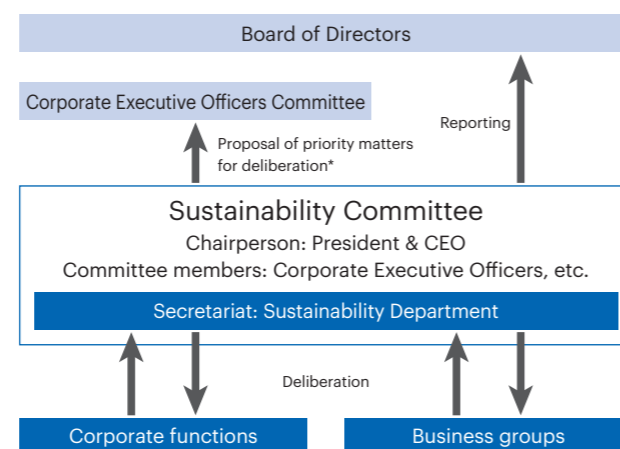 Board of Directors
Corporate Executive Officers Committee
Reporting
Proposal of priority matters
for deliberation*
Sustainability Committee
Chairperson: President & CEO
Committee members: Corporate Executive Officers, etc.
Secretariat: Sustainability Department
Deliberation
Corporate functions
Business groups